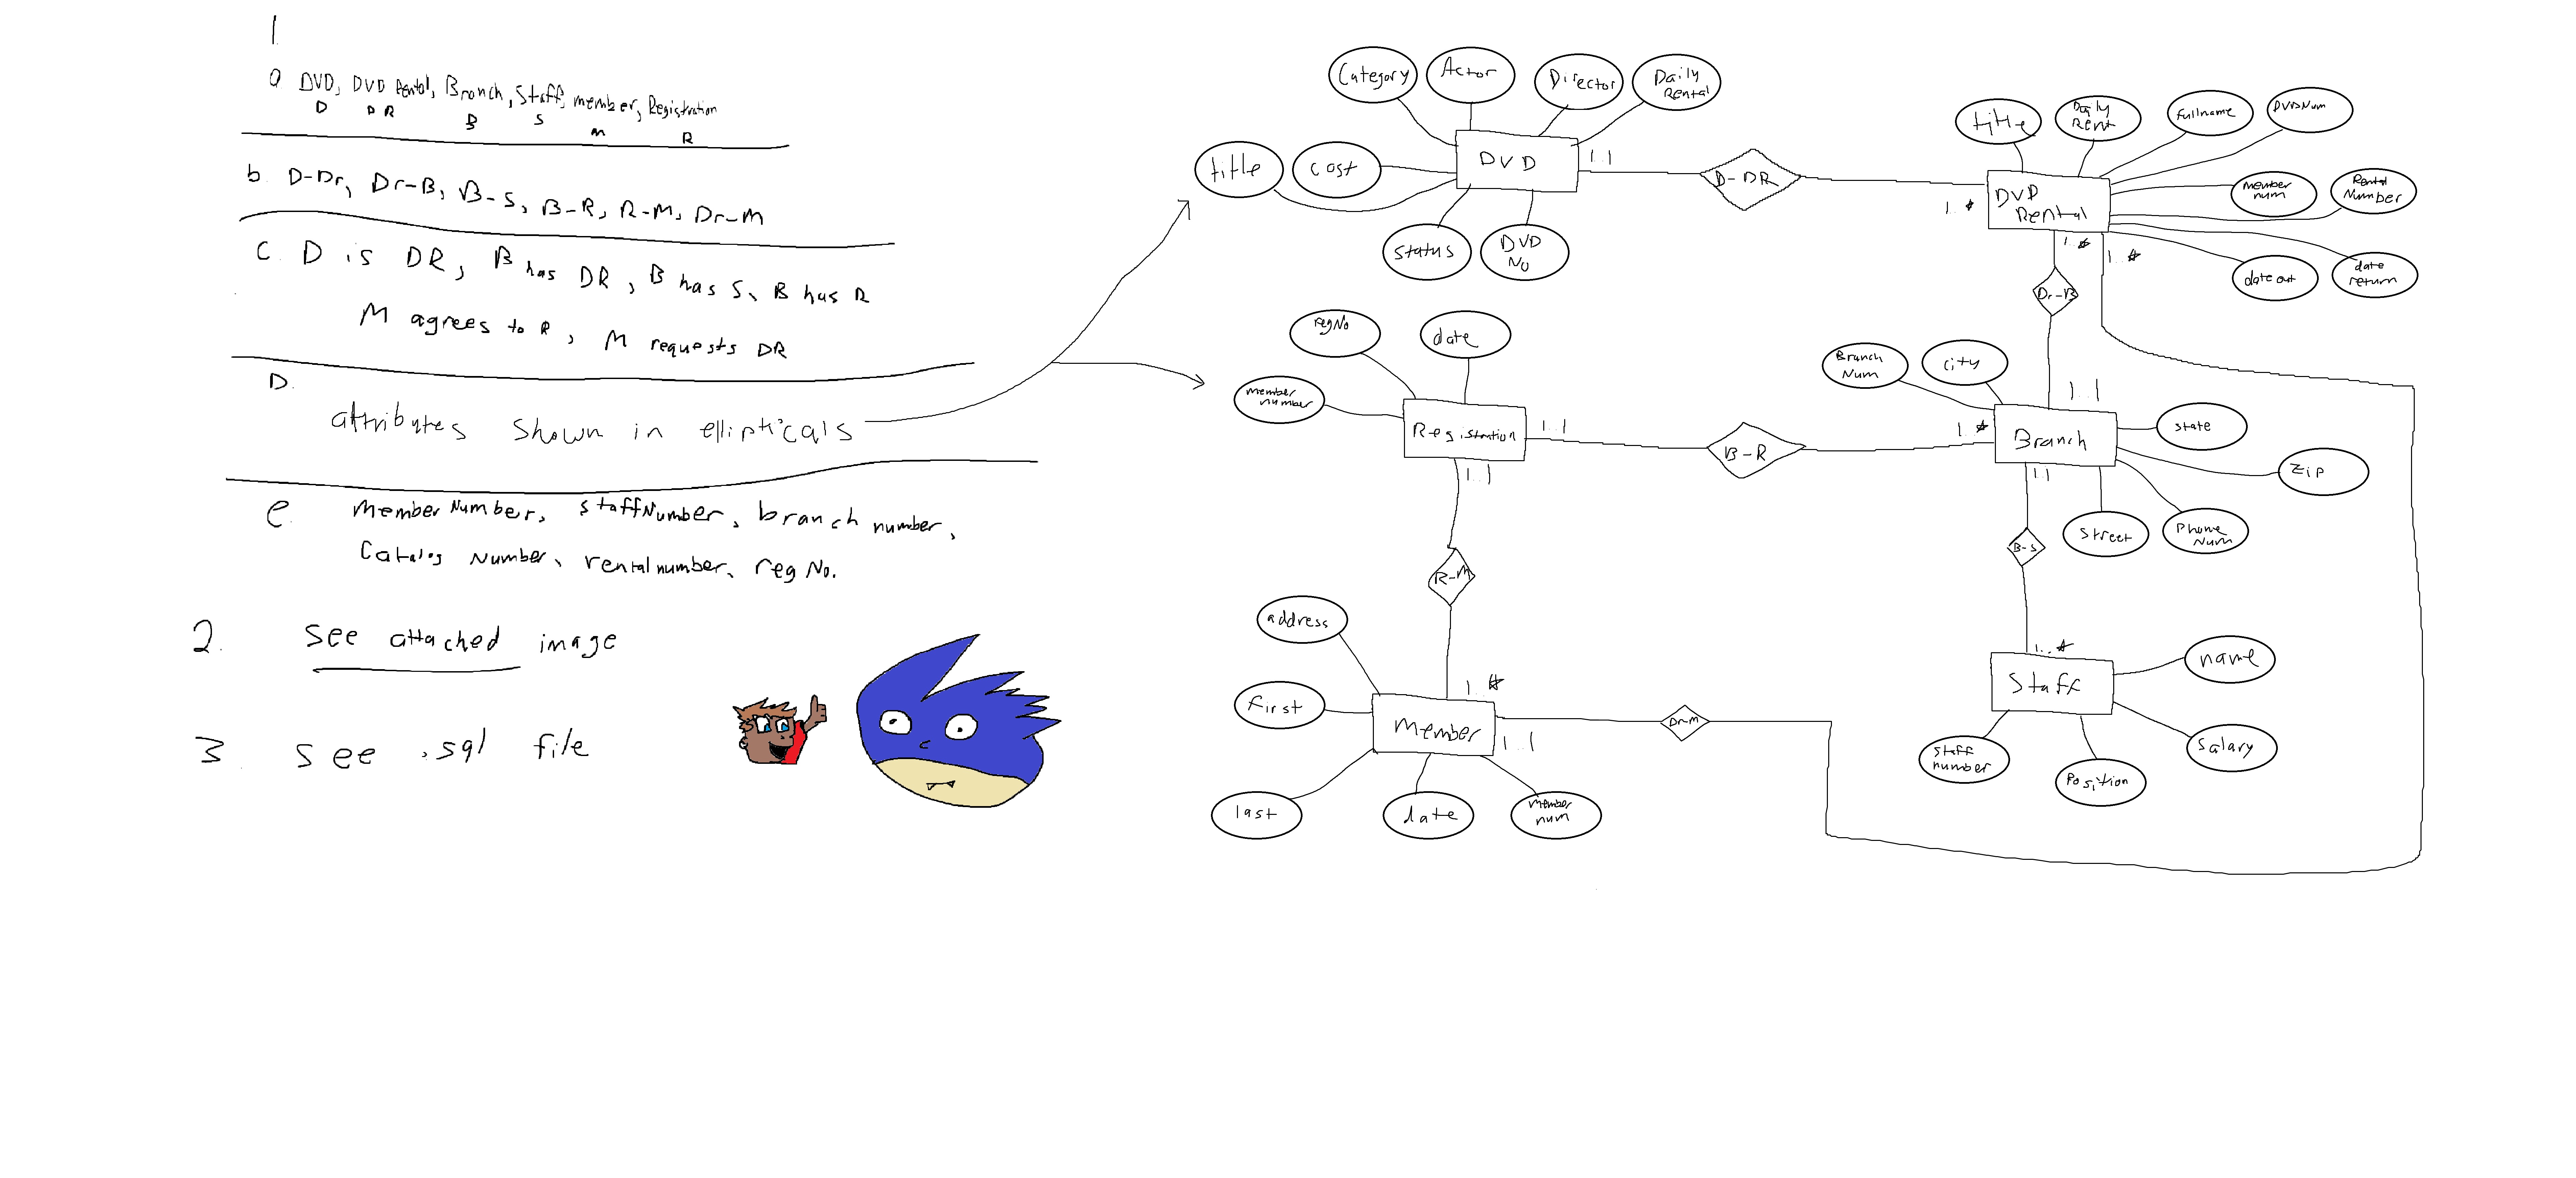 1
a DVD, DVD Rental, Branch, Staff, member, Registration
D DR B S m R
b. D-Dr, Dr-B, B-S, B-R, R-M, Dr-M
C. D is DR, B has DR, B has S, B has R
M agrees to R, M requests DR
D.
attributes shown in ellipticals
e. MemberNumber, StaffNumber, branch number,
Catalog Number, rentalnumber, reg No.
2. see attached image
3. see .sql file
Category
Actor
Director
Daily
Rental
title
cost
DVD
1..1
D-DR
1..*
Status
DVD
No
title
Daily
Rent
Fullname
DVDNum
member
num
Rental
Number
DVD
Rental
1..*
1..*
date out
date
return
Dr-B
regNo
date
member
number
Registration
1..1
B-R
1..*
1..1
Branch
Num
city
1..1
Branch
state
Zip
1..1
Street
Phone
Num
R-M
B-S
address
First
1..*
Member
1..1
Dr-M
last
date
Member
num
1..*
Staff
name
Salary
Staff
number
Position